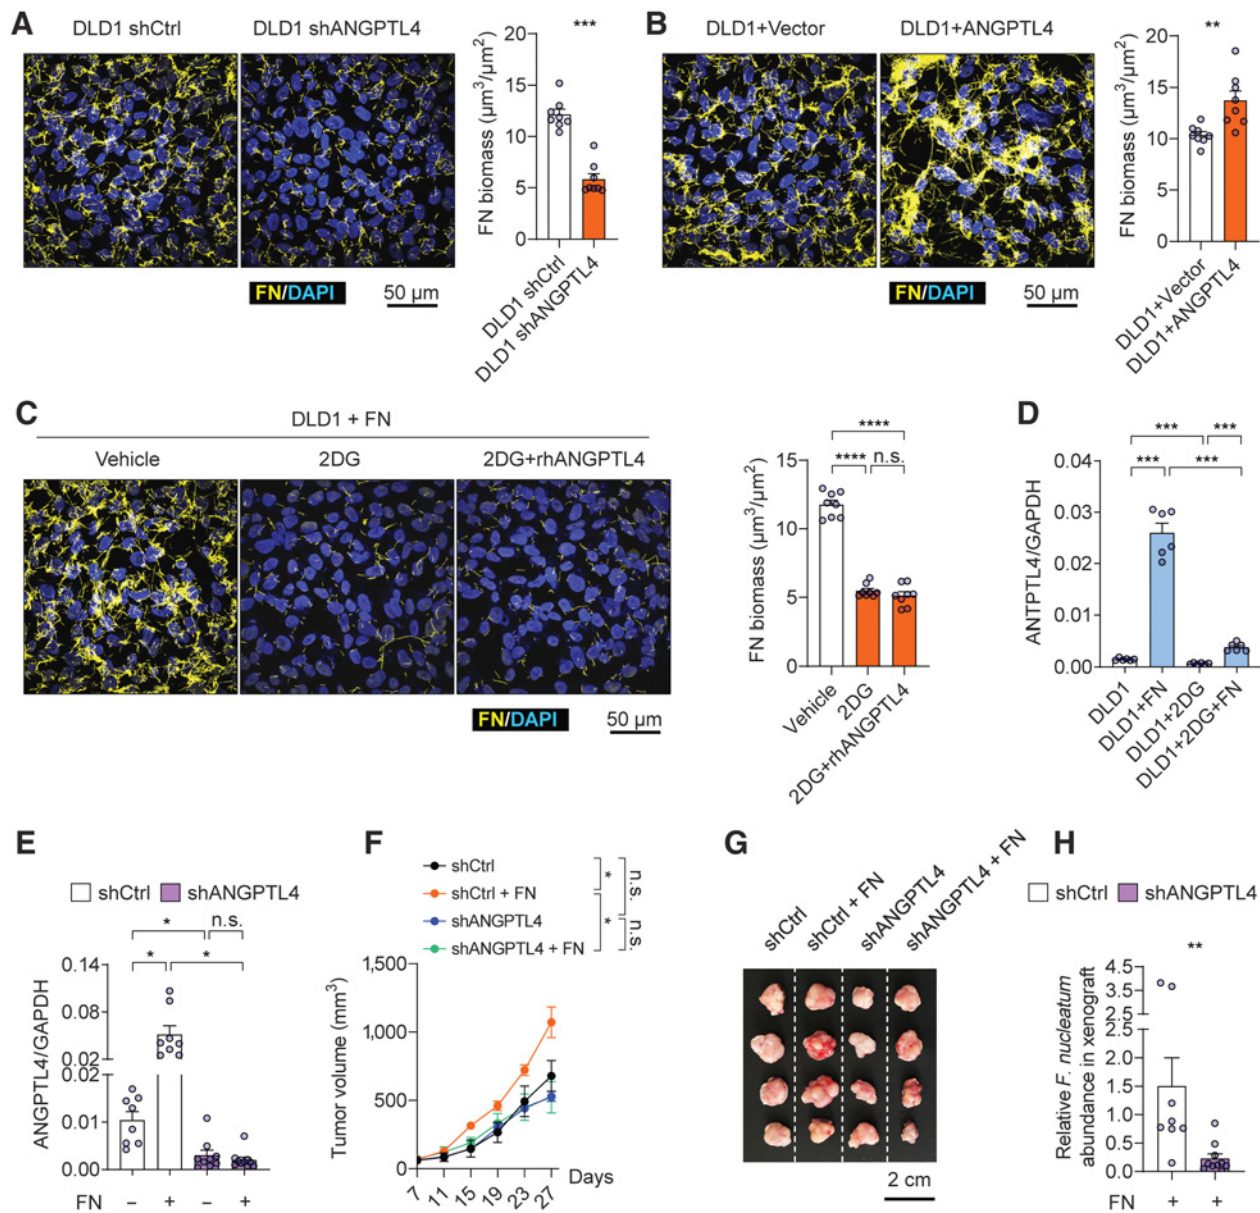 A
DLD1 shCtrl
DLD1 shANGPTL4
FN/DAPI
50 μm
***
FN biomass (μm³/μm²)
20
15
10
5
0
DLD1 shCtrl
DLD1 shANGPTL4
B
DLD1+Vector
DLD1+ANGPTL4
FN/DAPI
50 μm
**
FN biomass (μm³/μm²)
20
15
10
5
0
DLD1+Vector
DLD1+ANGPTL4
C
DLD1 + FN
Vehicle
2DG
2DG+rhANGPTL4
FN/DAPI
50 μm
****
**** n.s.
FN biomass (μm³/μm²)
15
10
5
0
Vehicle
2DG
2DG+rhANGPTL4
D
*** ***
*** ***
ANTPTL4/GAPDH
0.04
0.03
0.02
0.01
0.00
DLD1
DLD1+FN
DLD1+2DG
DLD1+2DG+FN
E
shCtrl shANGPTL4
* n.s.
* *
ANGPTL4/GAPDH
0.14
0.08
0.02
0.02
0.01
0.00
FN – + – +
F
shCtrl
shCtrl + FN
shANGPTL4
shANGPTL4 + FN
* n.s.
* n.s.
Tumor volume (mm³)
1,500
1,000
500
0
7 11 15 19 23 27
Days
G
shCtrl
shCtrl + FN
shANGPTL4
shANGPTL4 + FN
2 cm
H
shCtrl
shANGPTL4
**
Relative F. nucleatum
abundance in xenograft
4.5
3.5
2.5
2.0
1.5
1.0
0.5
0.0
FN + +